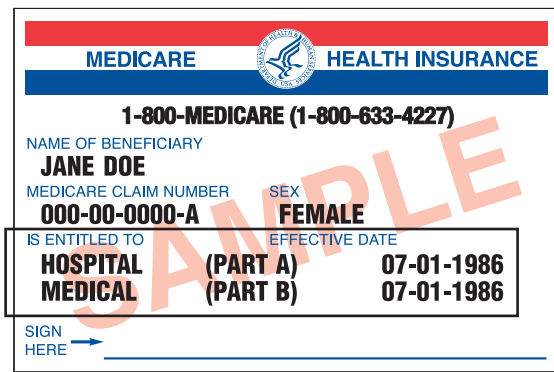 MEDICARE HEALTH INSURANCE
1-800-MEDICARE (1-800-633-4227)
NAME OF BENEFICIARY
JANE DOE
MEDICARE CLAIM NUMBER SEX
000-00-0000-A FEMALE
IS ENTITLED TO EFFECTIVE DATE
HOSPITAL (PART A) 07-01-1986
MEDICAL (PART B) 07-01-1986
SIGN
HERE
SAMPLE